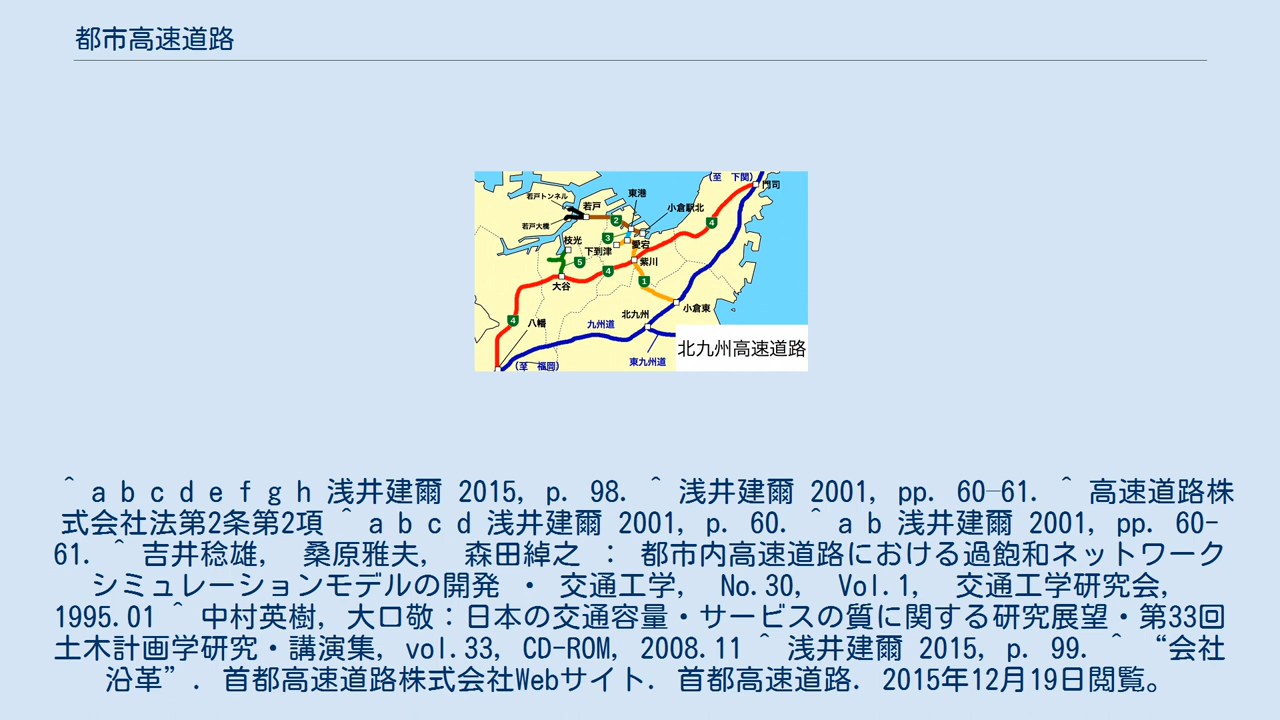 都市高速道路
(至　下関)
門司
若戸トンネル
東港
若戸
小倉駅北
2
4
若戸大橋
3
愛宕
枝光
下到津
5
紫川
4
1
大谷
小倉東
北九州
4
八幡
九州道
北九州高速道路
東九州道
(至　福岡)
^ a b c d e f g h 浅井建爾 2015, p. 98. ^ 浅井建爾 2001, pp. 60–61. ^ 高速道路株
式会社法第2条第2項 ^ a b c d 浅井建爾 2001, p. 60. ^ a b 浅井建爾 2001, pp. 60-
61. ^ 吉井稔雄,　桑原雅夫,　森田綽之 ： 都市内高速道路における過飽和ネットワーク
シミュレーションモデルの開発 ・ 交通工学,　No.30,　Vol.1,　交通工学研究会,
1995.01 ^ 中村英樹, 大口敬：日本の交通容量・サービスの質に関する研究展望・第33回
土木計画学研究・講演集, vol.33, CD-ROM, 2008.11 ^ 浅井建爾 2015, p. 99. ^ “会社
沿革”. 首都高速道路株式会社Webサイト. 首都高速道路. 2015年12月19日閲覧。